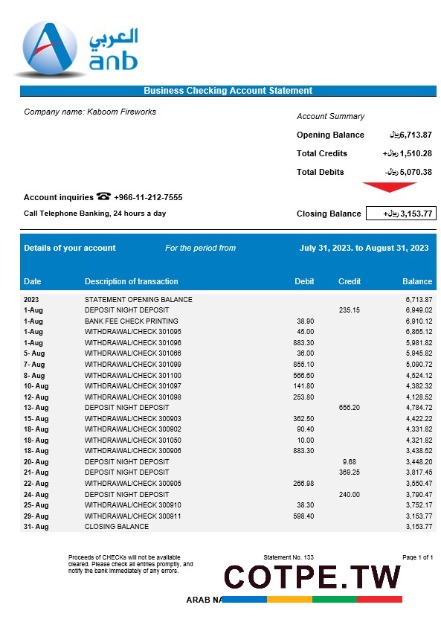 العربي
anb
Business Checking Account Statement
Company name: Kaboom Fireworks
Account Summary
Opening Balance ﷼6,713.87
Total Credits +﷼1,510.28
Total Debits -﷼5,070.38
Account inquiries ☎ +966-11-212-7555
Call Telephone Banking, 24 hours a day
Closing Balance +﷼3,153.77
Details of your account For the period from July 31, 2023. to August 31, 2023
Date Description of transaction Debit Credit Balance
2023 STATEMENT OPENING BALANCE 6,713.87
1-Aug DEPOSIT NIGHT DEPOSIT 235.15 6,949.02
1-Aug BANK FEE CHECK PRINTING 38.90 6,910.12
1-Aug WITHDRAWAL/CHECK 301095 45.00 6,865.12
1-Aug WITHDRAWAL/CHECK 301096 883.30 5,981.82
5- Aug WITHDRAWAL/CHECK 301066 36.00 5,945.82
7- Aug WITHDRAWAL/CHECK 301099 855.10 5,090.72
8- Aug WITHDRAWAL/CHECK 301100 566.60 4,524.12
10- Aug WITHDRAWAL/CHECK 301097 141.80 4,382.32
12- Aug WITHDRAWAL/CHECK 301098 253.80 4,128.52
13- Aug DEPOSIT NIGHT DEPOSIT 656.20 4,784.72
15- Aug WITHDRAWAL/CHECK 300903 362.50 4,422.22
18- Aug WITHDRAWAL/CHECK 300902 90.40 4,331.82
18- Aug WITHDRAWAL/CHECK 301050 10.00 4,321.82
18- Aug WITHDRAWAL/CHECK 300906 883.30 3,438.52
20- Aug DEPOSIT NIGHT DEPOSIT 9.68 3,448.20
21- Aug DEPOSIT NIGHT DEPOSIT 369.25 3,817.45
22- Aug WITHDRAWAL/CHECK 300905 266.98 3,550.47
24- Aug DEPOSIT NIGHT DEPOSIT 240.00 3,790.47
25- Aug WITHDRAWAL/CHECK 300910 38.30 3,752.17
29- Aug WITHDRAWAL/CHECK 300911 598.40 3,153.77
31- Aug CLOSING BALANCE 3,153.77
Proceeds of CHECKs will not be available
cleared. Please check all entries promptly, and
notify the bank immediately of any errors.
Statement No. 133
Page 1 of 1
COTPE.TW
ARAB NA